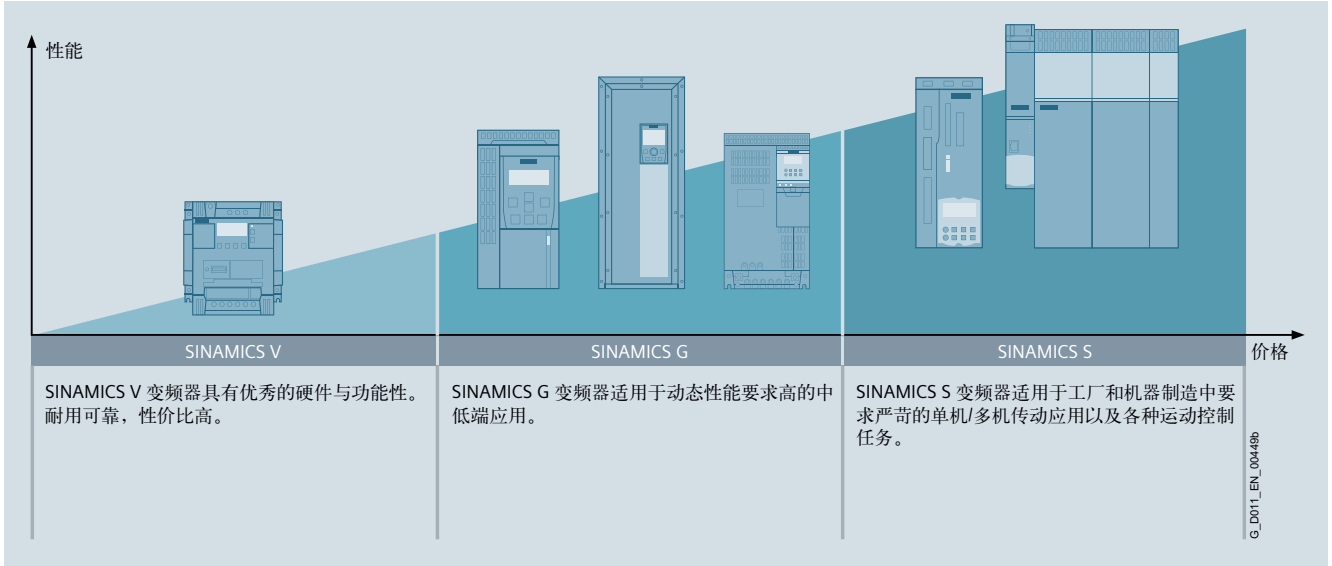 性能
SINAMICS V
SINAMICS G
SINAMICS S
价格
SINAMICS V 变频器具有优秀的硬件与功能性。
耐用可靠，性价比高。
SINAMICS G 变频器适用于动态性能要求高的中
低端应用。
SINAMICS S 变频器适用于工厂和机器制造中要
求严苛的单机/多机传动应用以及各种运动控制
任务。
G_D011_EN_00449b